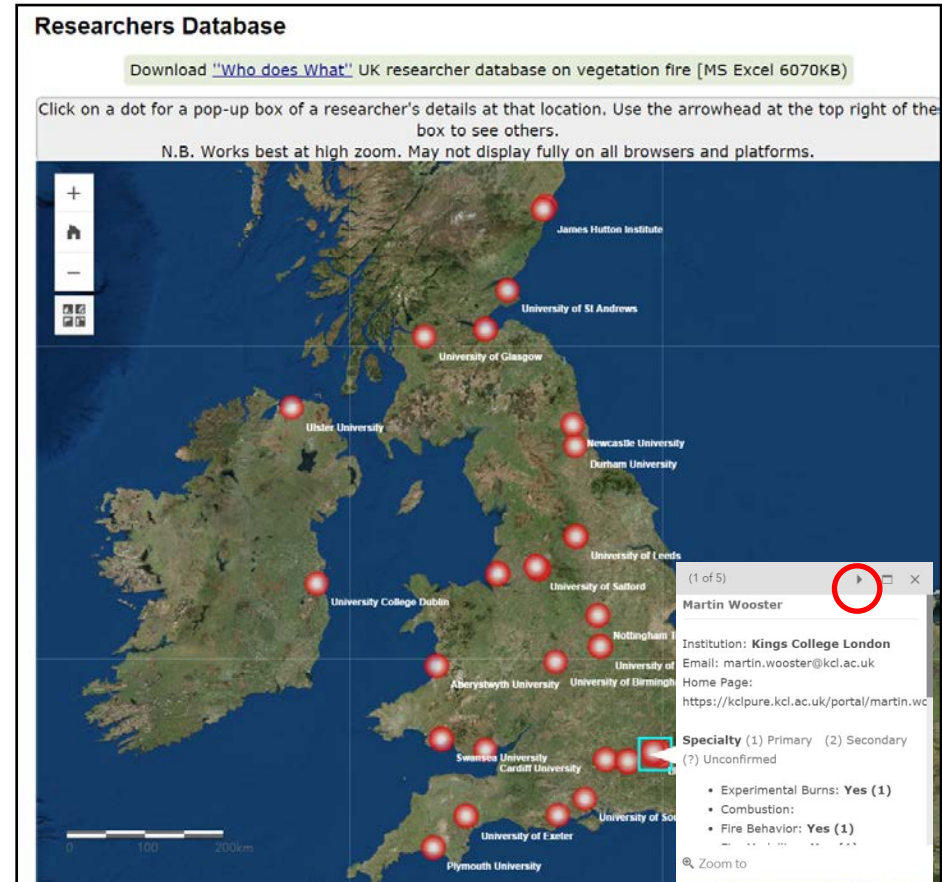 Researchers Database
Download "Who does What" UK researcher database on vegetation fire [MS Excel 6070KB)
Click on a dot for a pop-up box of a researcher's details at that location. Use the arrowhead at the top right of the
box to see others.
N.B. Works best at high zoom. May not display fully on all browsers and platforms.
+
−
James Hutton Institute
University of St Andrews
University of Glasgow
Ulster University
Newcastle University
Durham University
University of Leeds
University of Salford
University College Dublin
Nottingham
University of
Aberystwyth University
University of Birmingh
Swansea University
Cardiff University
University of Sou
University of Exeter
Plymouth University
0 100 200km
(1 of 5)
Martin Wooster
Institution: Kings College London
Email: martin.wooster@kcl.ac.uk
Home Page:
https://kclpure.kcl.ac.uk/portal/martin.wo
Specialty (1) Primary (2) Secondary
(?) Unconfirmed
• Experimental Burns: Yes (1)
• Combustion:
• Fire Behavior: Yes (1)
Zoom to